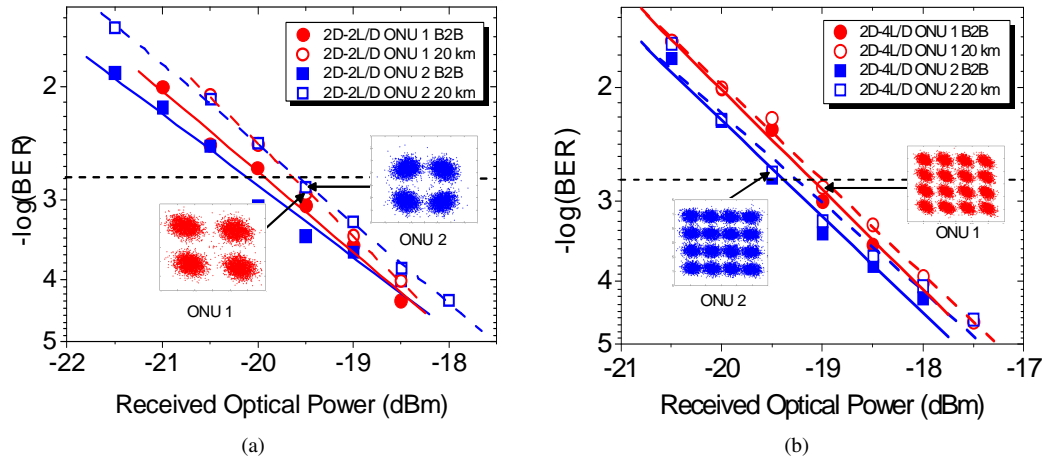 (a)
2D-2L/D ONU 1 B2B
2D-2L/D ONU 1 20 km
2D-2L/D ONU 2 B2B
2D-2L/D ONU 2 20 km
-log(BER)
2
3
4
5
ONU 1
ONU 2
-22 -21 -20 -19 -18
Received Optical Power (dBm)
(a)
(b)
2D-4L/D ONU 1 B2B
2D-4L/D ONU 1 20 km
2D-4L/D ONU 2 B2B
2D-4L/D ONU 2 20 km
-log(BER)
2
3
4
5
ONU 1
ONU 2
-21 -20 -19 -18 -17
Received Optical Power (dBm)
(b)